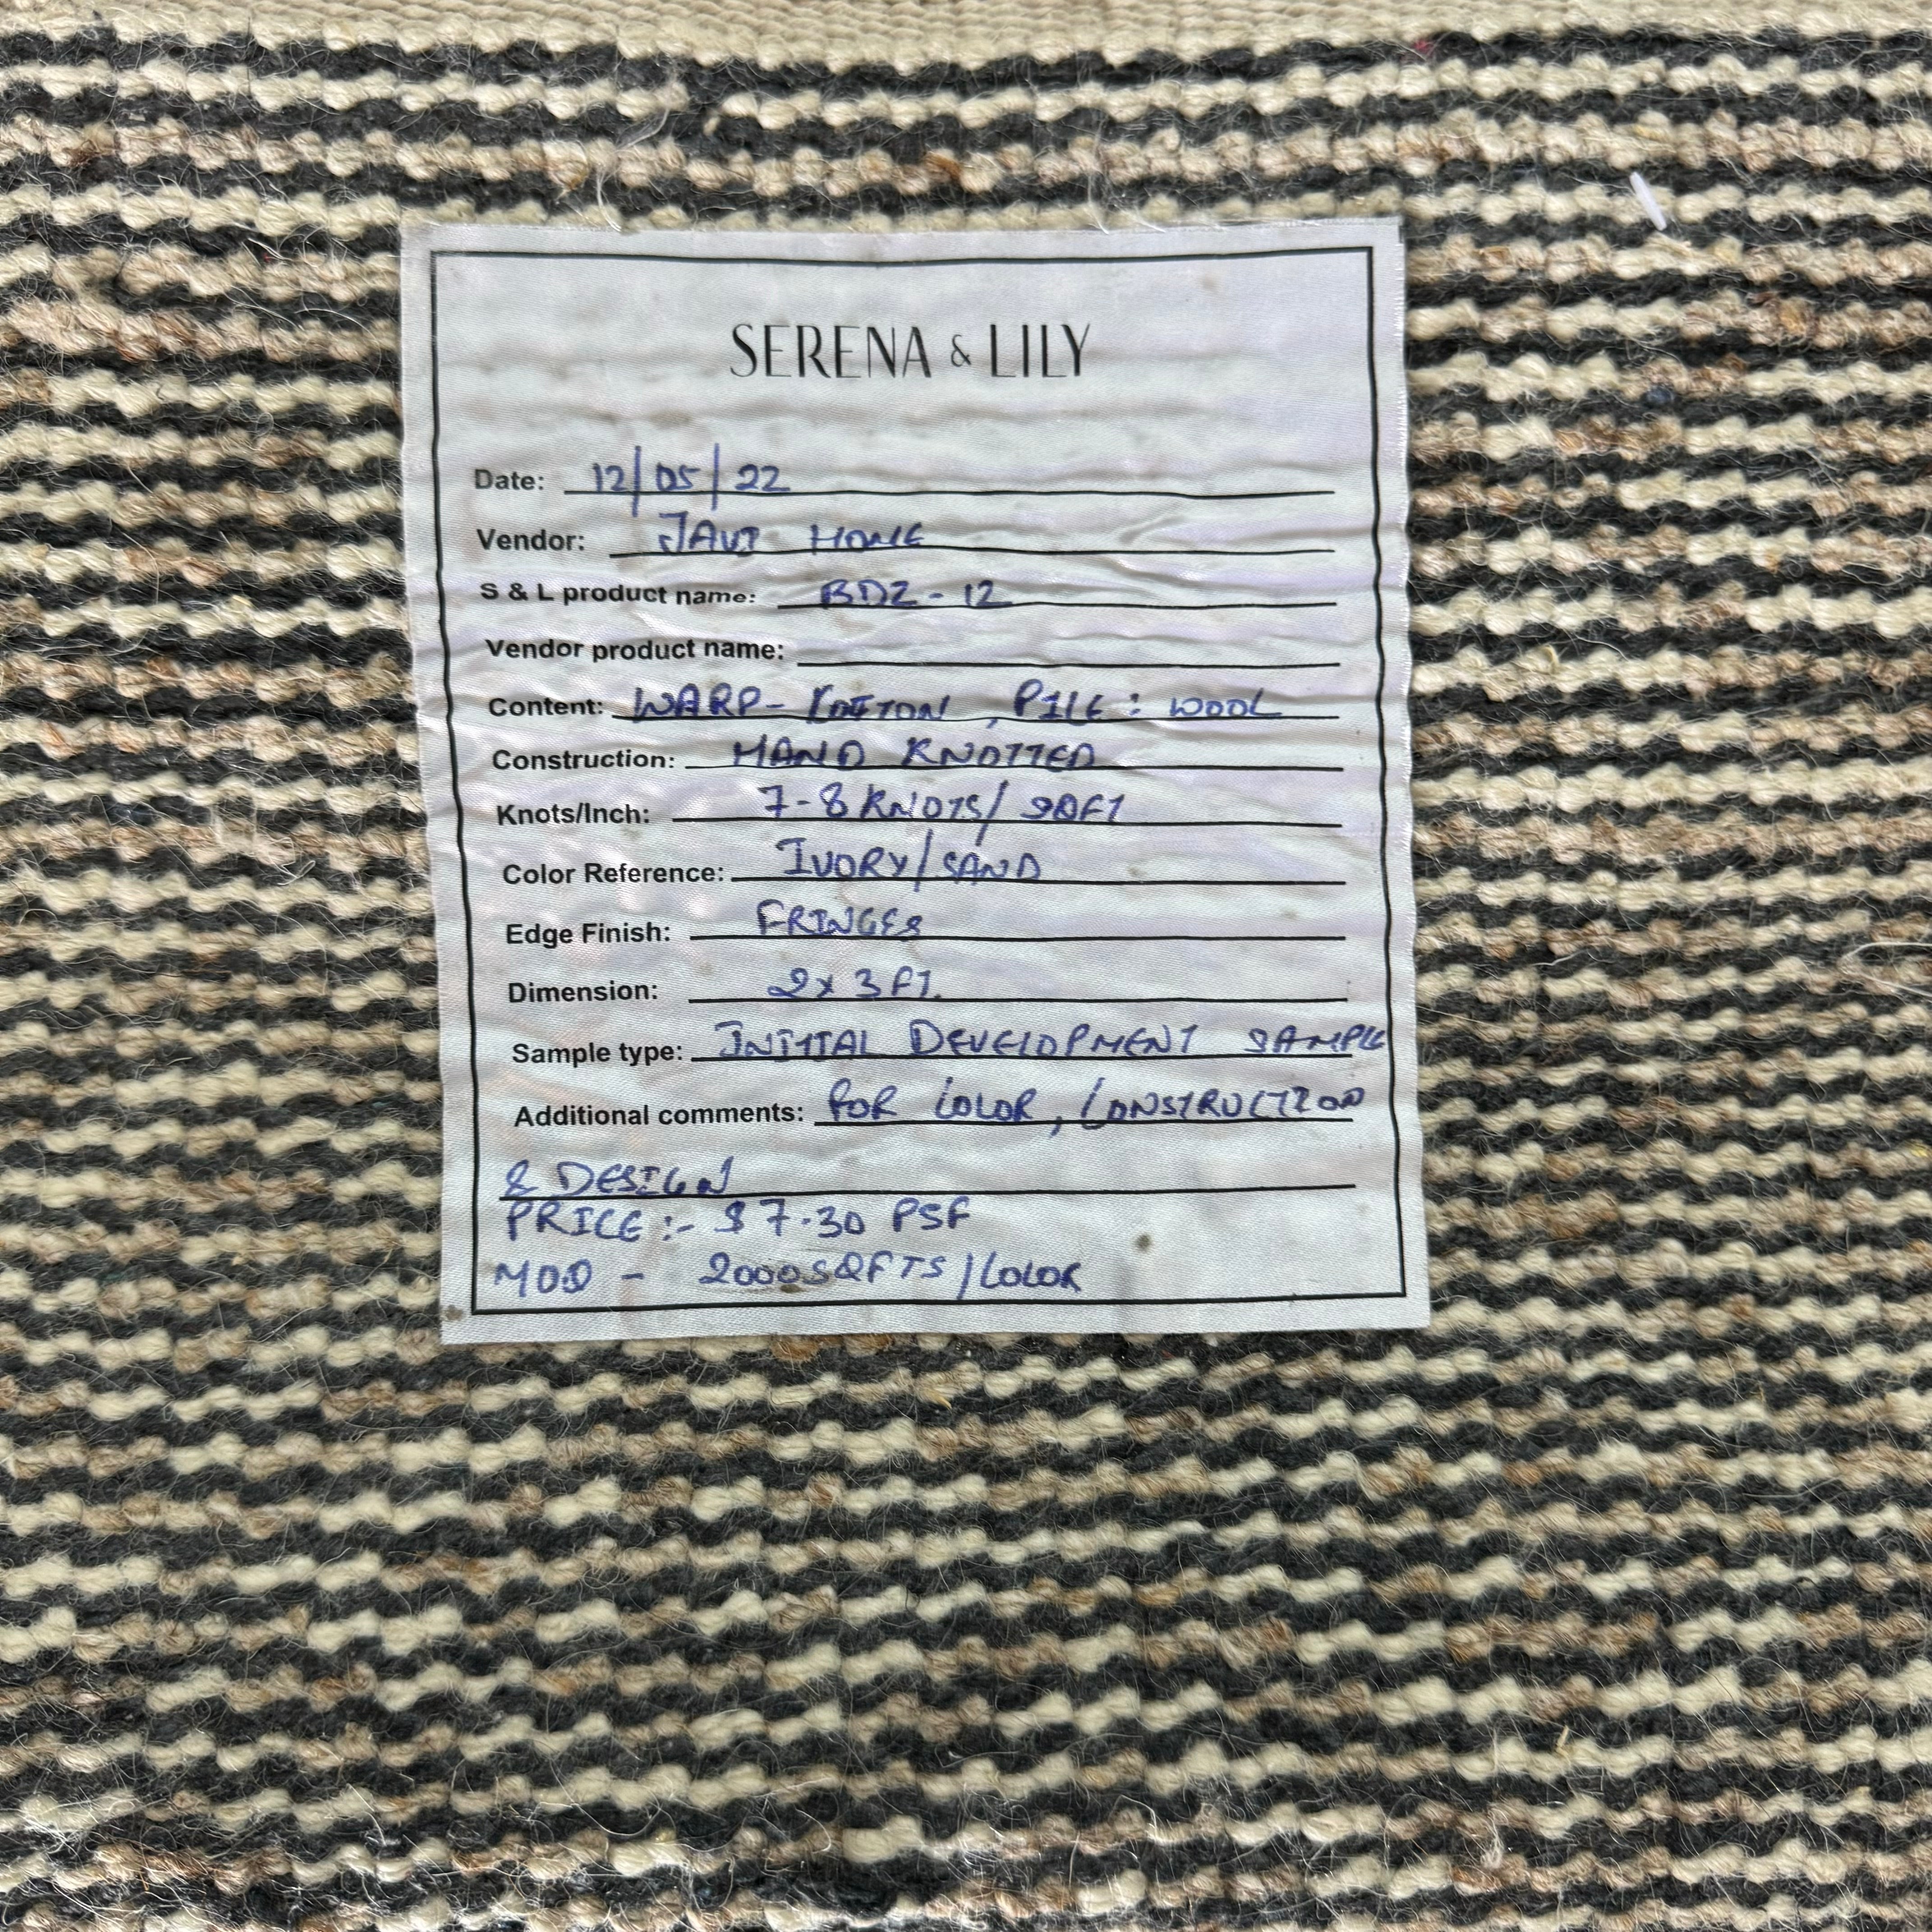 SERENA & LILY
Date: 12/05/22
Vendor: JAVI HOME
S & L product name: BDZ-12
Vendor product name:
Content: WARP- COTTON, PILE: WOOL
Construction: HAND KNOTTED
Knots/Inch: 7-8 KNOTS/SQFT
Color Reference: IVORY/SAND
Edge Finish: FRINGES
Dimension: 2x3 FT.
Sample type: INITIAL DEVELOPMENT SAMPLE
Additional comments: FOR COLOR, CONSTRUCTION
& DESIGN
PRICE:- $7.30 PSF
MOQ - 2000SQFTS/COLOR